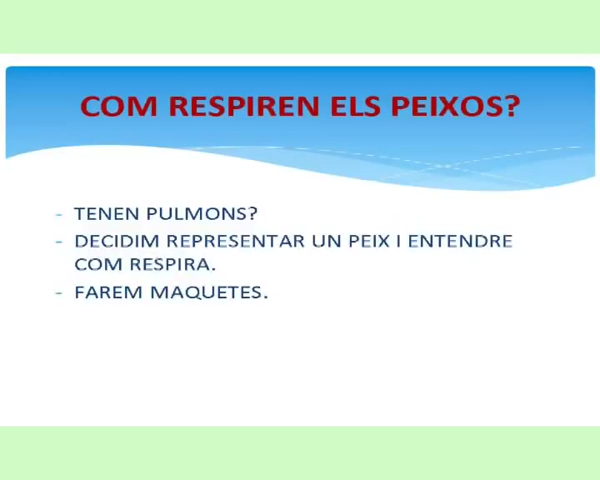 COM RESPIREN ELS PEIXOS?
- TENEN PULMONS?
- DECIDIM REPRESENTAR UN PEIX I ENTENDRE
COM RESPIRA.
- FAREM MAQUETES.